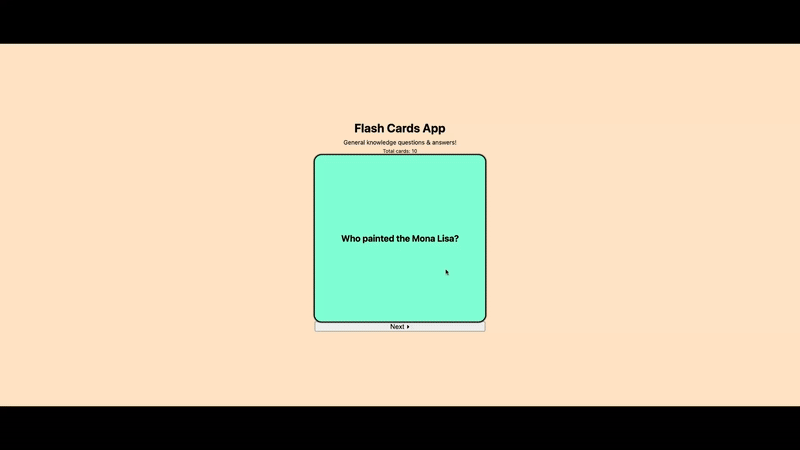 Flash Cards App
General knowledge questions & answers!
Total cards: 10
Who painted the Mona Lisa?
Next